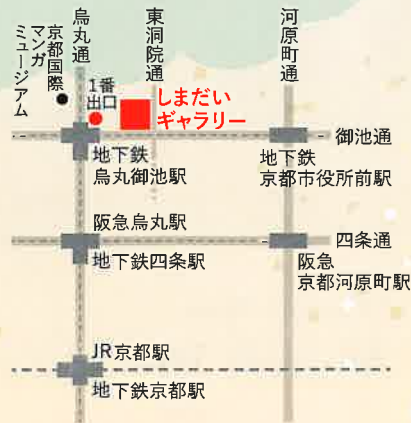 烏丸通
東洞院通
河原町通
京都国際
マンガ
ミュージアム
1番
出口
しまだい
ギャラリー
御池通
地下鉄
烏丸御池駅
地下鉄
京都市役所前駅
阪急烏丸駅
四条通
地下鉄四条駅
阪急
京都河原町駅
JR京都駅
地下鉄京都駅